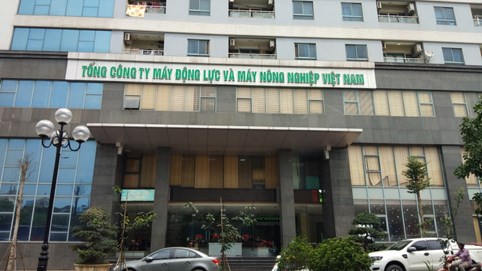 TỔNG CÔNG TY MÁY ĐỘNG LỰC VÀ MÁY NÔNG NGHIỆP VIỆT NAM